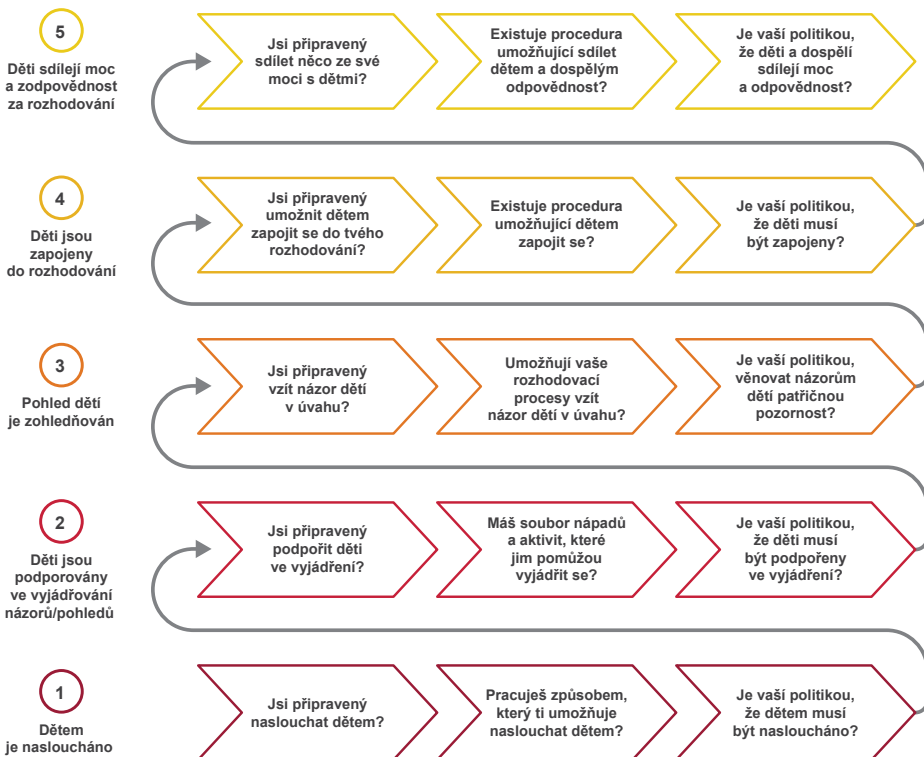 5
Děti sdílejí moc
a zodpovědnost
za rozhodování
Jsi připravený
sdílet něco ze své
moci s dětmi?
Existuje procedura
umožňující sdílet
dětem a dospělým
odpovědnost?
Je vaší politikou,
že děti a dospělí
sdílejí moc
a odpovědnost?
4
Děti jsou
zapojeny
do rozhodování
Jsi připravený
umožnit dětem
zapojit se do tvého
rozhodování?
Existuje procedura
umožňující dětem
zapojit se?
Je vaší politikou,
že děti musí
být zapojeny?
3
Pohled dětí
je zohledňován
Jsi připravený
vzít názor dětí
v úvahu?
Umožňují vaše
rozhodovací
procesy vzít
názor dětí v úvahu?
Je vaší politikou,
věnovat názorům
dětí patřičnou
pozornost?
2
Děti jsou
podporovány
ve vyjádřování
názorů/pohledů
Jsi připravený
podpořit děti
ve vyjádření?
Máš soubor nápadů
a aktivit, které
jim pomůžou
vyjádřit se?
Je vaší politikou,
že děti musí
být podpořeny
ve vyjádření?
1
Dětem
je nasloucháno
Jsi připravený
naslouchat dětem?
Pracuješ způsobem,
který ti umožňuje
naslouchat dětem?
Je vaší politikou,
že dětem musí
být nasloucháno?